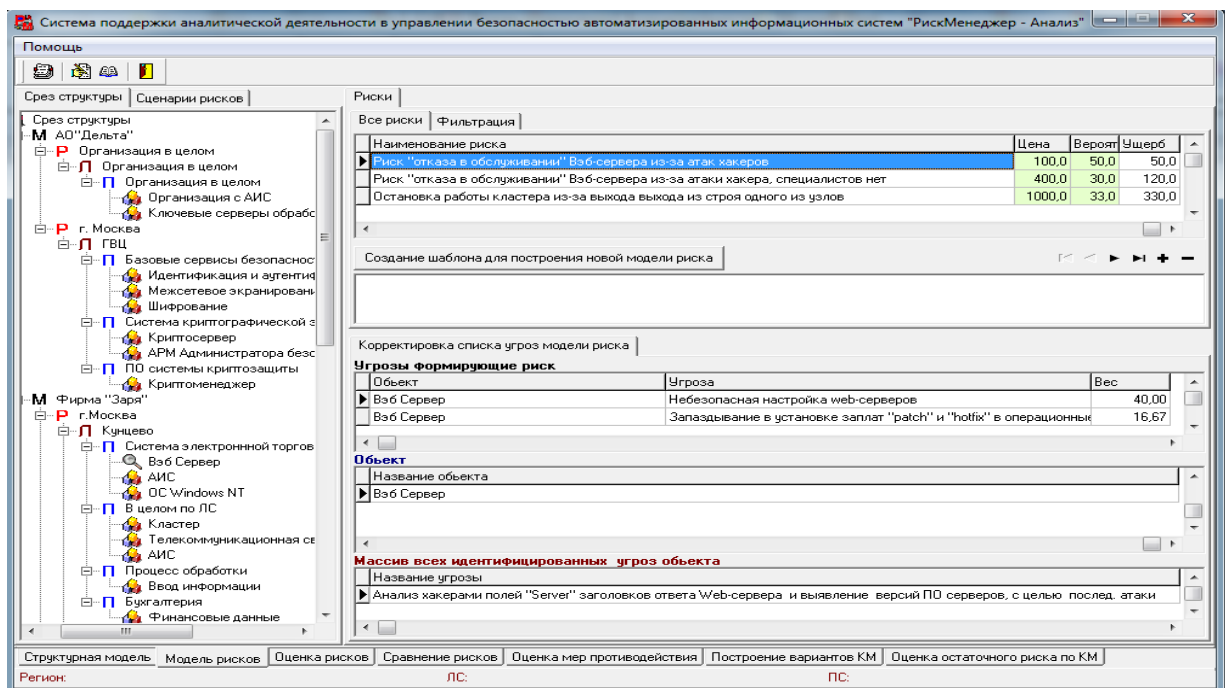 Система поддержки аналитической деятельности в управлении безопасностью автоматизированных информационных систем "РискМенеджер - Анализ"
Помощь
Срез структуры Сценарии рисков
Срез структуры
М АО"Дельта"
Р Организация в целом
Л Организация в целом
П Организация в целом
Организация с АИС
Ключевые серверы обрабс
Р г. Москва
Л ГВЦ
П Базовые сервисы безопаснос
Идентификация и аутентиф
Межсетевое экранировани
Шифрование
П Система криптографической з
Криптосервер
АРМ Администратора безс
П ПО системы криптозащиты
Криптоменеджер
М Фирма "Заря"
Р г.Москва
Л Кунцево
П Система электроннной торгов
Вэб Сервер
АИС
ОС Windows NT
П В целом по ЛС
Кластер
Телекоммуникационная св
АИС
П Процесс обработки
Ввод информации
П Бухгалтерия
Финансовые данные
Риски
Все риски Фильтрация
Наименование риска Цена Вероят Ущерб
Риск "отказа в обслуживании" Вэб-сервера из-за атак хакеров 100,0 50,0 50,0
Риск "отказа в обслуживании" Вэб-сервера из-за атаки хакера, специалистов нет 400,0 30,0 120,0
Остановка работы кластера из-за выхода выхода из строя одного из узлов 1000,0 33,0 330,0
Создание шаблона для построения новой модели риска
Корректировка списка угроз модели риска
Угрозы формирующие риск
Обьект Угроза Вес
Вэб Сервер Небезопасная настройка web-серверов 40,00
Вэб Сервер Запаздывание в установке заплат "patch" и "hotfix" в операционные 16,67
Обьект
Название обьекта
Вэб Сервер
Массив всех идентифицированных угроз обьекта
Название угрозы
Анализ хакерами полей "Server" заголовков ответа Web-сервера и выявление версий ПО серверов, с целью послед. атаки
Структурная модель Модель рисков Оценка рисков Сравнение рисков Оценка мер противодействия Построение вариантов КМ Оценка остаточного риска по КМ
Регион: ЛС: ПС: